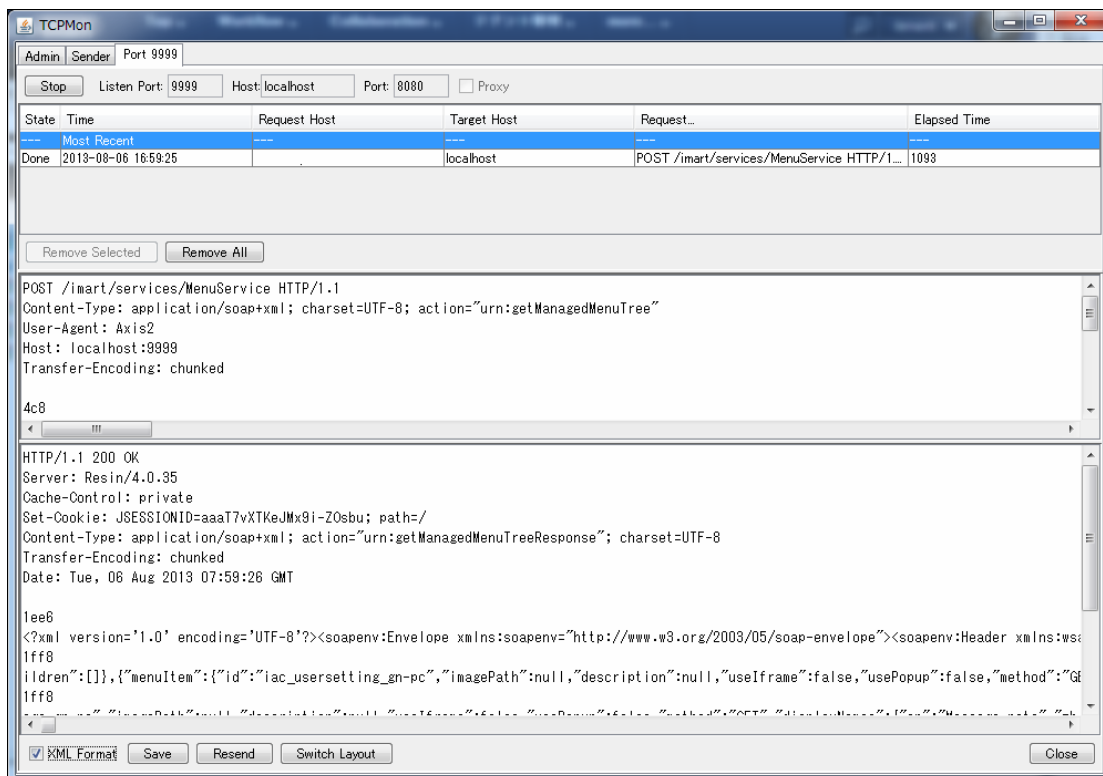 TCPMon
Admin Sender Port 9999
Stop Listen Port: 9999 Host: localhost Port: 8080 Proxy
State Time Request Host Target Host Request... Elapsed Time
--- Most Recent --- --- --- ---
Done 2013-08-06 16:59:25 localhost POST /imart/services/MenuService HTTP/1.... 1093
Remove Selected Remove All
POST /imart/services/MenuService HTTP/1.1
Content-Type: application/soap+xml; charset=UTF-8; action="urn:getManagedMenuTree"
User-Agent: Axis2
Host: localhost:9999
Transfer-Encoding: chunked
4c8
HTTP/1.1 200 OK
Server: Resin/4.0.35
Cache-Control: private
Set-Cookie: JSESSIONID=aaaT7vXTKeJMx9i-ZOsbu; path=/
Content-Type: application/soap+xml; action="urn:getManagedMenuTreeResponse"; charset=UTF-8
Transfer-Encoding: chunked
Date: Tue, 06 Aug 2013 07:59:26 GMT
1ee6
<?xml version='1.0' encoding='UTF-8'?><soapenv:Envelope xmlns:soapenv="http://www.w3.org/2003/05/soap-envelope"><soapenv:Header xmlns:wsa
1ff8
ildren":[]},{"menuItem":{"id":"iac_usersetting_gn-pc","imagePath":null,"description":null,"useIframe":false,"usePopup":false,"method":"GE
1ff8
XML Format Save Resend Switch Layout Close